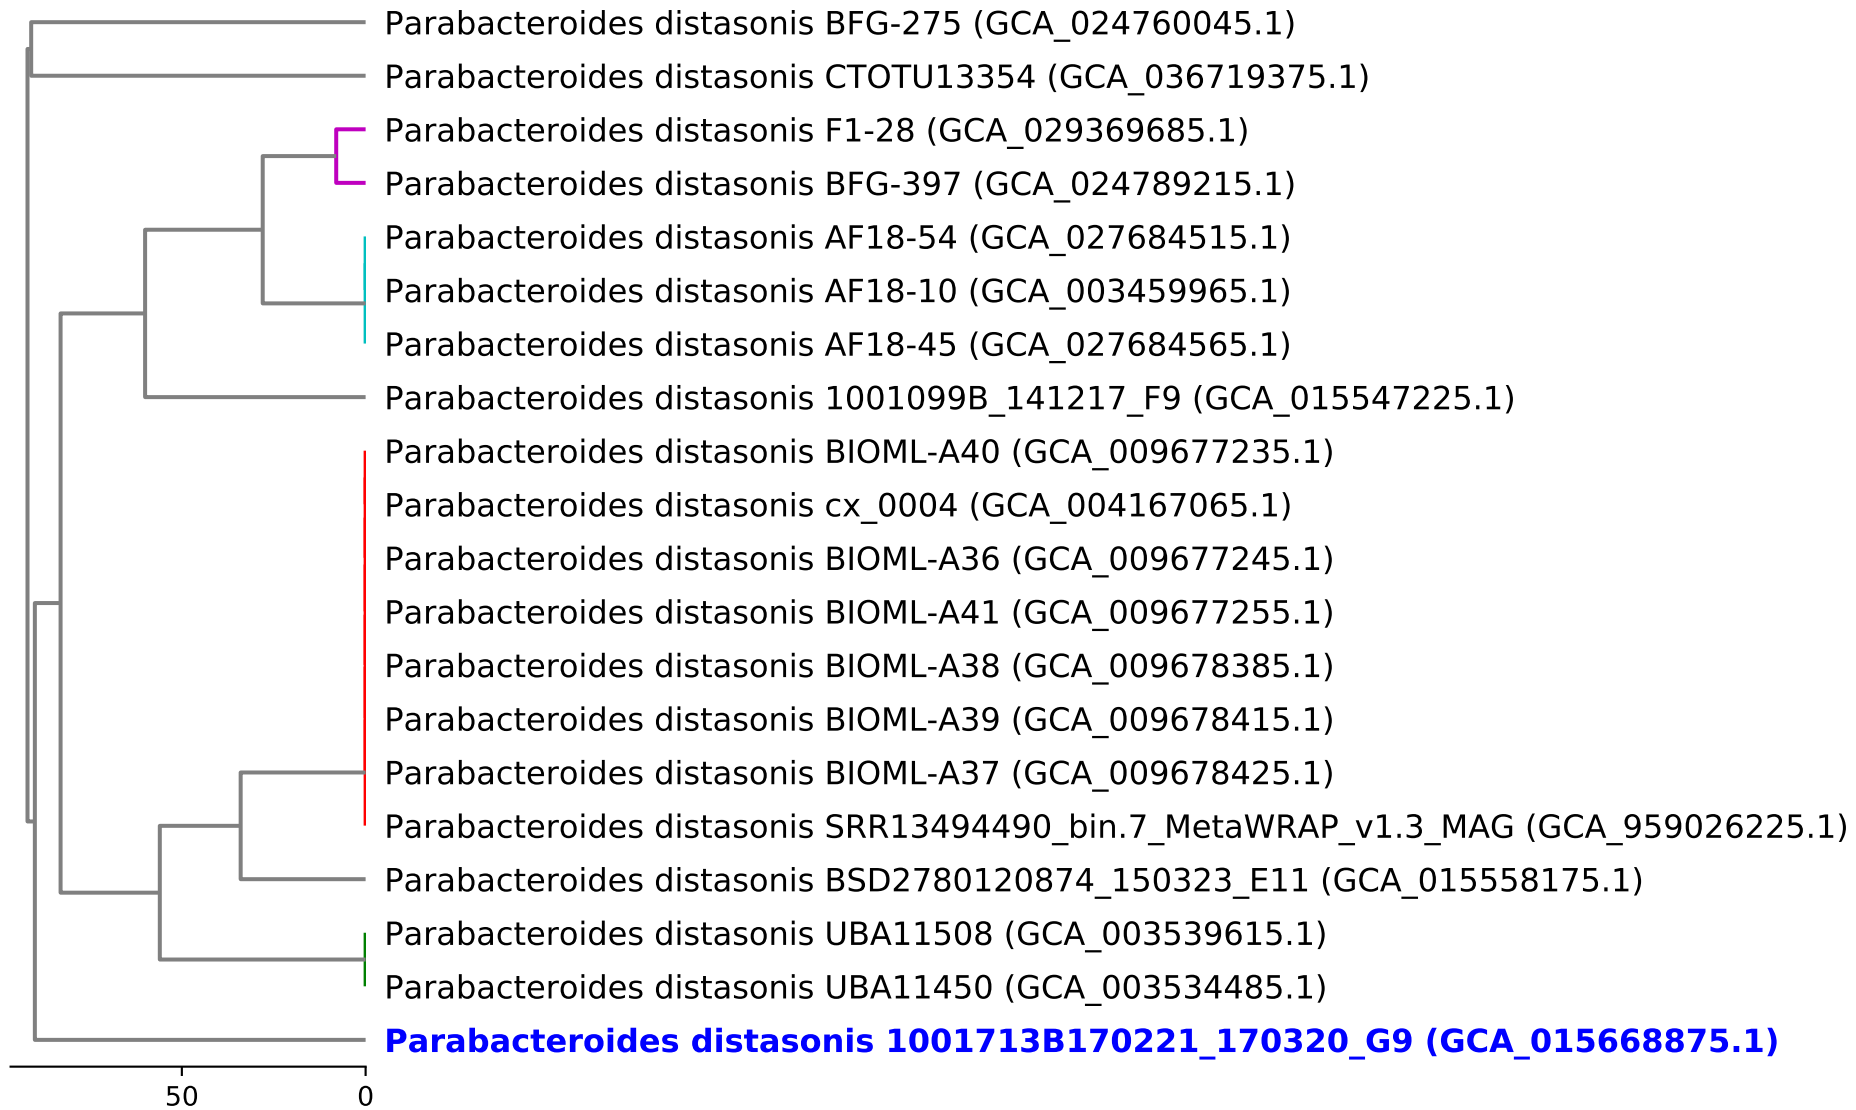 Parabacteroides distasonis BFG-275 (GCA_024760045.1)
Parabacteroides distasonis CTOTU13354 (GCA_036719375.1)
Parabacteroides distasonis F1-28 (GCA_029369685.1)
Parabacteroides distasonis BFG-397 (GCA_024789215.1)
Parabacteroides distasonis AF18-54 (GCA_027684515.1)
Parabacteroides distasonis AF18-10 (GCA_003459965.1)
Parabacteroides distasonis AF18-45 (GCA_027684565.1)
Parabacteroides distasonis 1001099B_141217_F9 (GCA_015547225.1)
Parabacteroides distasonis BIOML-A40 (GCA_009677235.1)
Parabacteroides distasonis cx_0004 (GCA_004167065.1)
Parabacteroides distasonis BIOML-A36 (GCA_009677245.1)
Parabacteroides distasonis BIOML-A41 (GCA_009677255.1)
Parabacteroides distasonis BIOML-A38 (GCA_009678385.1)
Parabacteroides distasonis BIOML-A39 (GCA_009678415.1)
Parabacteroides distasonis BIOML-A37 (GCA_009678425.1)
Parabacteroides distasonis SRR13494490_bin.7_MetaWRAP_v1.3_MAG (GCA_959026225.1)
Parabacteroides distasonis BSD2780120874_150323_E11 (GCA_015558175.1)
Parabacteroides distasonis UBA11508 (GCA_003539615.1)
Parabacteroides distasonis UBA11450 (GCA_003534485.1)
Parabacteroides distasonis 1001713B170221_170320_G9 (GCA_015668875.1)
50 0